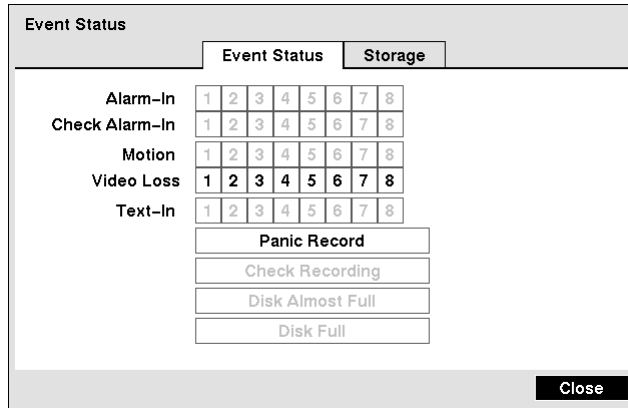 Event Status
Event Status Storage
Alarm-In 1 2 3 4 5 6 7 8
Check Alarm-In 1 2 3 4 5 6 7 8
Motion 1 2 3 4 5 6 7 8
Video Loss 1 2 3 4 5 6 7 8
Text-In 1 2 3 4 5 6 7 8
Panic Record
Check Recording
Disk Almost Full
Disk Full
Close